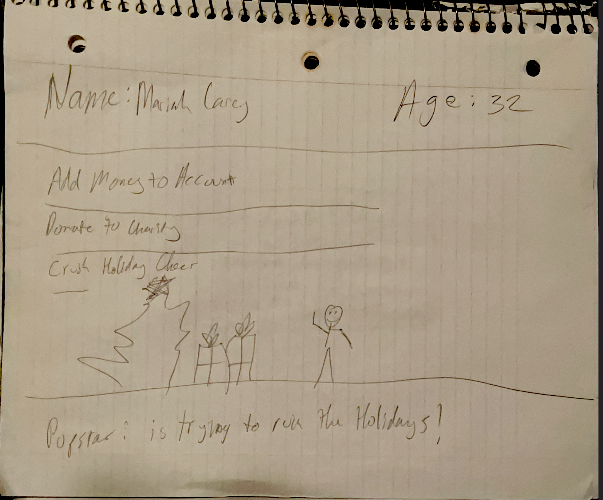 Name: Mariah Carey Age: 32
Add Money to Account
Donate to Charity
Crush Holiday Cheer
Popstar: is trying to ruin the Holidays!